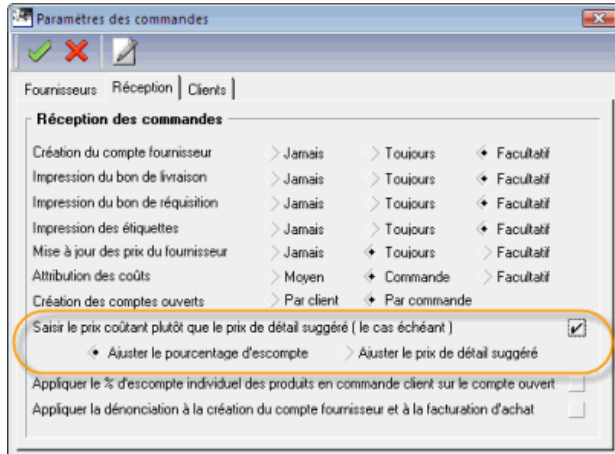 Paramètres des commandes
Fournisseurs Réception Clients
Réception des commandes
Création du compte fournisseur Jamais Toujours Facultatif
Impression du bon de livraison Jamais Toujours Facultatif
Impression du bon de réquisition Jamais Toujours Facultatif
Impression des étiquettes Jamais Toujours Facultatif
Mise à jour des prix du fournisseur Jamais Toujours Facultatif
Attribution des coûts Moyen Commande Facultatif
Création des comptes ouverts Par client Par commande
Saisir le prix coûtant plutôt que le prix de détail suggéré ( le cas échéant )
Ajuster le pourcentage d'escompte Ajuster le prix de détail suggéré
Appliquer le % d'escompte individuel des produits en commande client sur le compte ouvert
Appliquer la dénonciation à la création du compte fournisseur et à la facturation d'achat